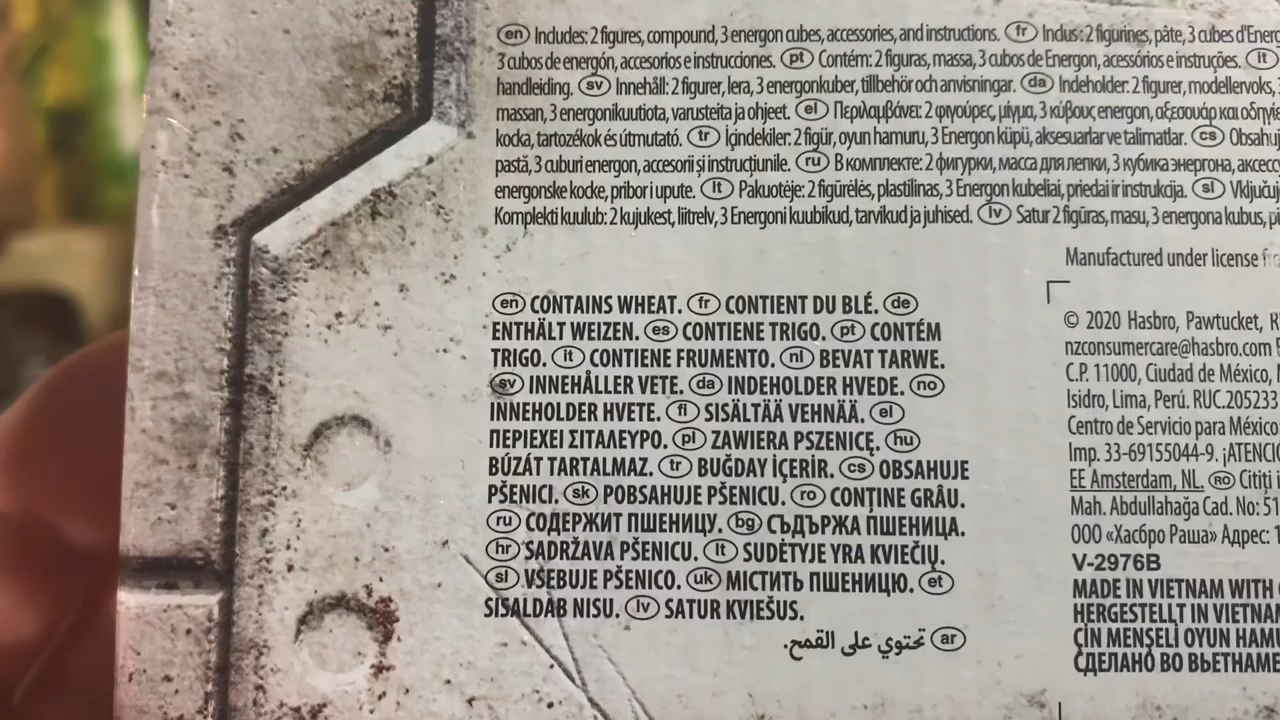 en Includes: 2 figures, compound, 3 energon cubes, accessories, and instructions. fr Indus: 2 figurines, pâte, 3 cubes d'Energ
3 cubos de energón, accesorios e instrucciones. pt Contém: 2 figuras, massa, 3 cubos de Energon, acessórios e instruções. it
handleiding. sv Innehåll: 2 figurer, lera, 3 energonkuber, tillbehör och anvisningar. da Indeholder: 2 figurer, modellervoks,
massan, 3 energonikuutiota, varusteita ja ohjeet. el Περιλαμβάνει: 2 φιγούρες, μίγμα, 3 κύβους energon, αξεσουάρ και οδηγίε
kocka, tartozékok és útmutató. tr İçindekiler: 2 figür, oyun hamuru, 3 Energon küpü, aksesuarlar ve talimatlar. cs Obsahuj
pastă, 3 cuburi energon, accesorii și instrucțiunile. ru В комплекте: 2 фигурки, масса для лепки, 3 кубика энергона, аксесс
energonske kocke, pribor i upute. lt Pakuotėje: 2 figūrėlės, plastilinas, 3 Energon kubeliai, priedai ir instrukcija. sl Vključuj
Komplekti kuulub: 2 kujukest, liitrelv, 3 Energoni kuubikud, tarvikud ja juhised. lv Satur 2 figūras, masu, 3 energona kubus, pi
Manufactured under license fro
en CONTAINS WHEAT. fr CONTIENT DU BLÉ. de
ENTHÄLT WEIZEN. es CONTIENE TRIGO. pt CONTÉM
TRIGO. it CONTIENE FRUMENTO. nl BEVAT TARWE.
sv INNEHÅLLER VETE. da INDEHOLDER HVEDE. no
INNEHOLDER HVETE. fi SISÄLTÄÄ VEHNÄÄ. el
ΠΕΡΙΕΧΕΙ ΣΙΤΑΛΕΥΡΟ. pl ZAWIERA PSZENICĘ. hu
BÚZÁT TARTALMAZ. tr BUĞDAY İÇERİR. cs OBSAHUJE
PŠENICI. sk POBSAHUJE PŠENICU. ro CONȚINE GRÂU.
ru СОДЕРЖИТ ПШЕНИЦУ. bg СЪДЪРЖА ПШЕНИЦА.
hr SADRŽAVA PŠENICU. lt SUDĖTYJE YRA KVIEČIŲ.
sl VSEBUJE PŠENICO. uk МІСТИТЬ ПШЕНИЦЮ. et
SISALDAB NISU. lv SATUR KVIEŠUS.
ar تحتوي على القمح.
© 2020 Hasbro, Pawtucket, R
nzconsumercare@hasbro.com
C.P. 11000, Ciudad de México,
Isidro, Lima, Perú. RUC.205233
Centro de Servicio para México
Imp. 33-69155044-9. ¡ATENCIÓ
EE Amsterdam, NL. RO Citiți i
Mah. Abdullahağa Cad. No: 51
ООО «Хасбро Раша» Адрес: 1
V-2976B
MADE IN VIETNAM WITH
HERGESTELLT IN VIETNA
ÇİN MENŞELİ OYUN HAM
СДЕЛАНО ВО ВЬЕТНАМЕ